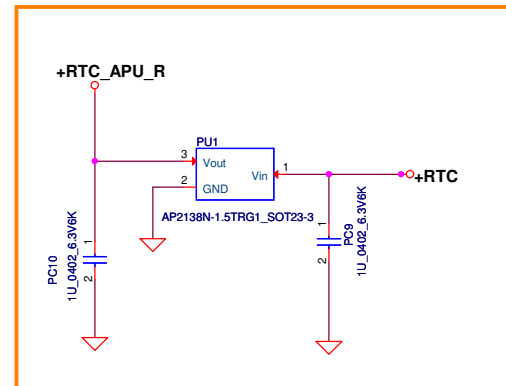 +RTC_APU_R
PU1
3
Vout
1
Vin
2
GND
+RTC
AP2138N-1.5TRG1_SOT23-3
1
2
PC10
1U_0402_6.3V6K
1
2
PC9
1U_0402_6.3V6K